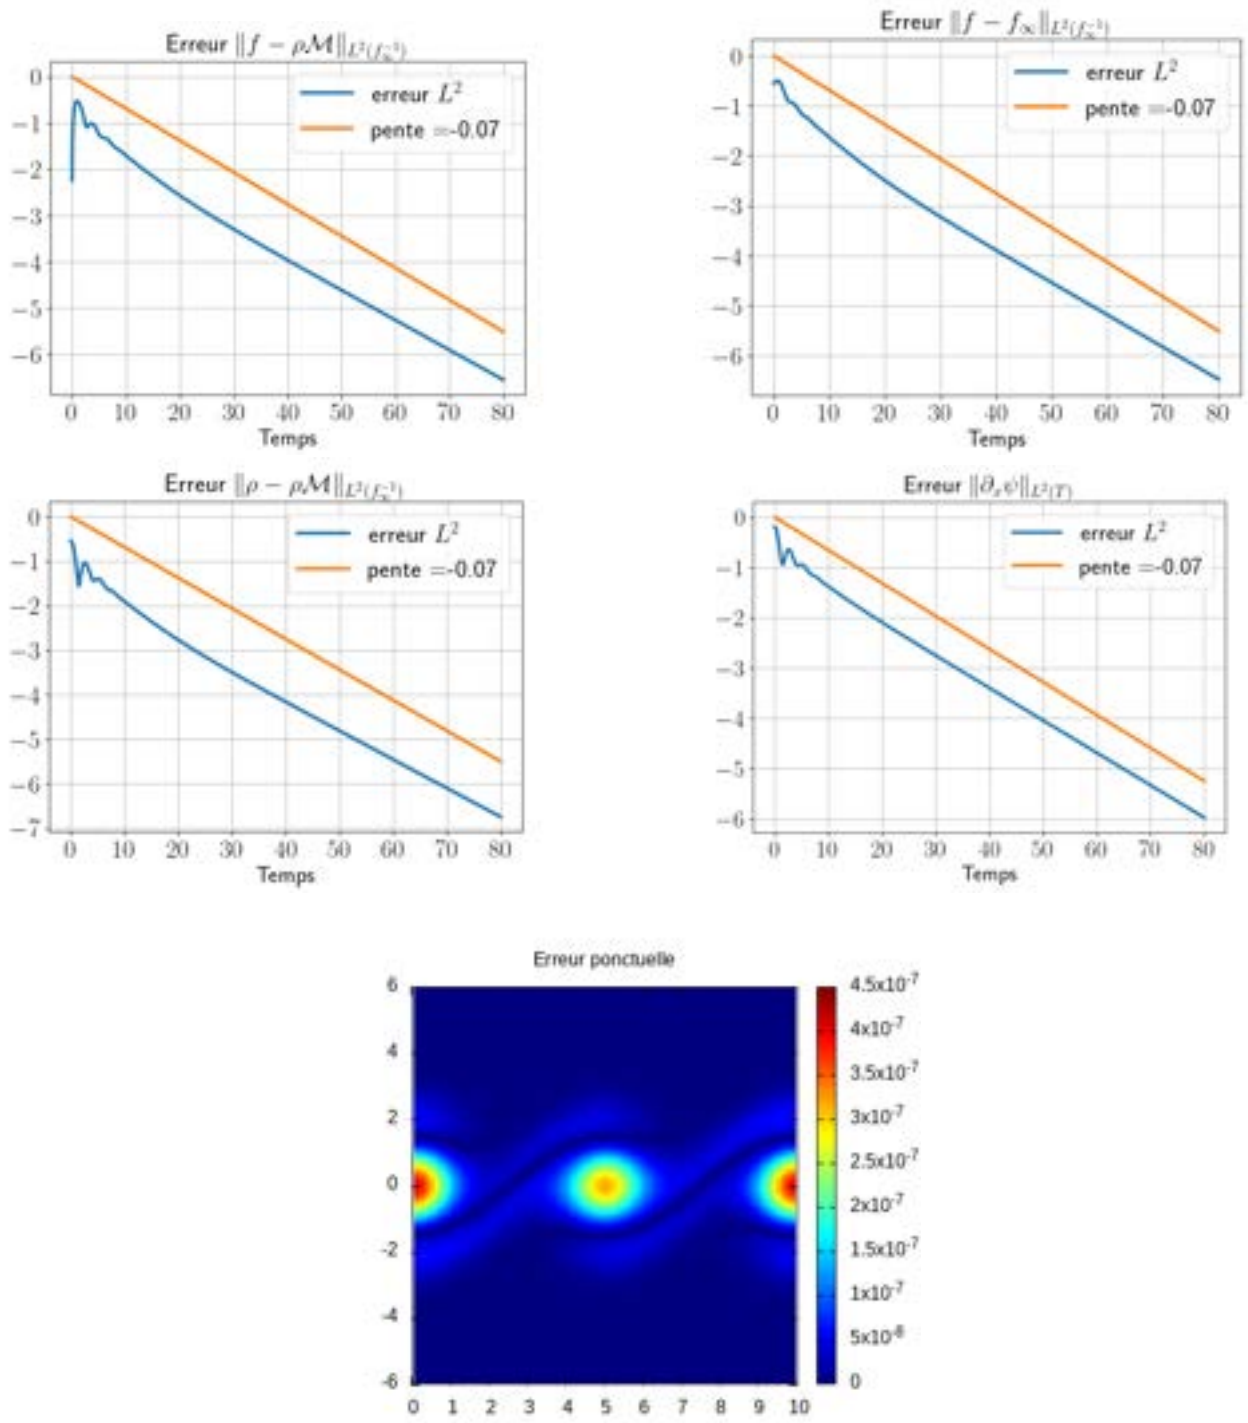 Erreur ∥f − ρℳ∥L²(f∞⁻¹)
erreur L²
pente =-0.07
0
−1
−2
−3
−4
−5
−6
0 10 20 30 40 50 60 70 80
Temps
Erreur ∥f − f∞∥L²(f∞⁻¹)
erreur L²
pente =-0.07
0
−1
−2
−3
−4
−5
−6
0 10 20 30 40 50 60 70 80
Temps
Erreur ∥ρ − ρℳ∥L²(f∞⁻¹)
erreur L²
pente =-0.07
0
−1
−2
−3
−4
−5
−6
−7
0 10 20 30 40 50 60 70 80
Temps
Erreur ∥∂ₓψ∥L²(T)
erreur L²
pente =-0.07
0
−1
−2
−3
−4
−5
−6
0 10 20 30 40 50 60 70 80
Temps
Erreur ponctuelle
6
4
2
0
-2
-4
-6
0 1 2 3 4 5 6 7 8 9 10
4.5x10⁻⁷
4x10⁻⁷
3.5x10⁻⁷
3x10⁻⁷
2.5x10⁻⁷
2x10⁻⁷
1.5x10⁻⁷
1x10⁻⁷
5x10⁻⁸
0